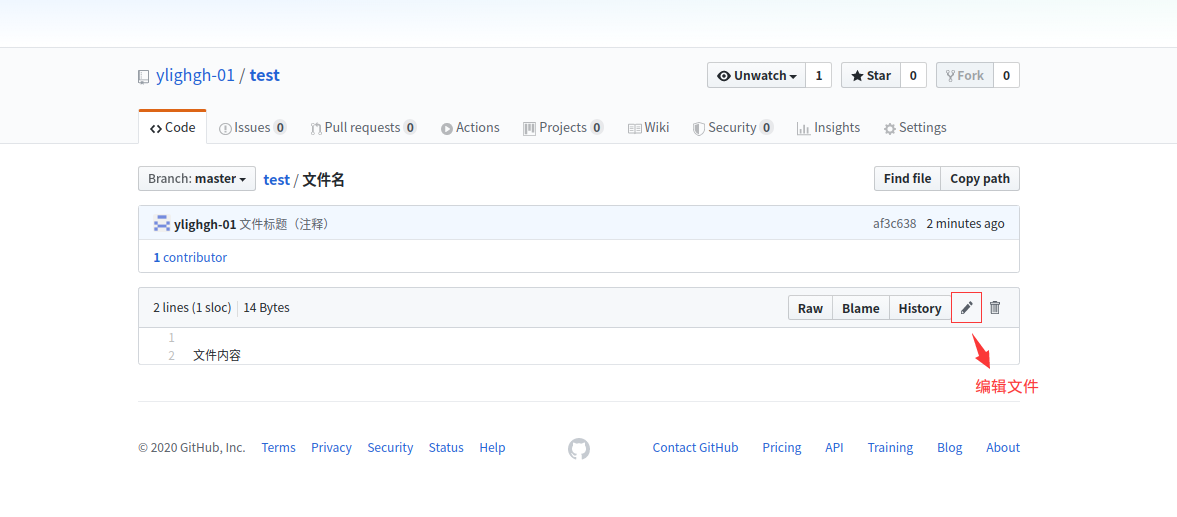 ylighgh-01 / test
Unwatch 1 Star 0 Fork 0
Code Issues 0 Pull requests 0 Actions Projects 0 Wiki Security 0 Insights Settings
Branch: master test / 文件名 Find file Copy path
ylighgh-01 文件标题（注释） af3c638 2 minutes ago
1 contributor
2 lines (1 sloc) 14 Bytes Raw Blame History
1
2 文件内容
编辑文件
© 2020 GitHub, Inc. Terms Privacy Security Status Help Contact GitHub Pricing API Training Blog About